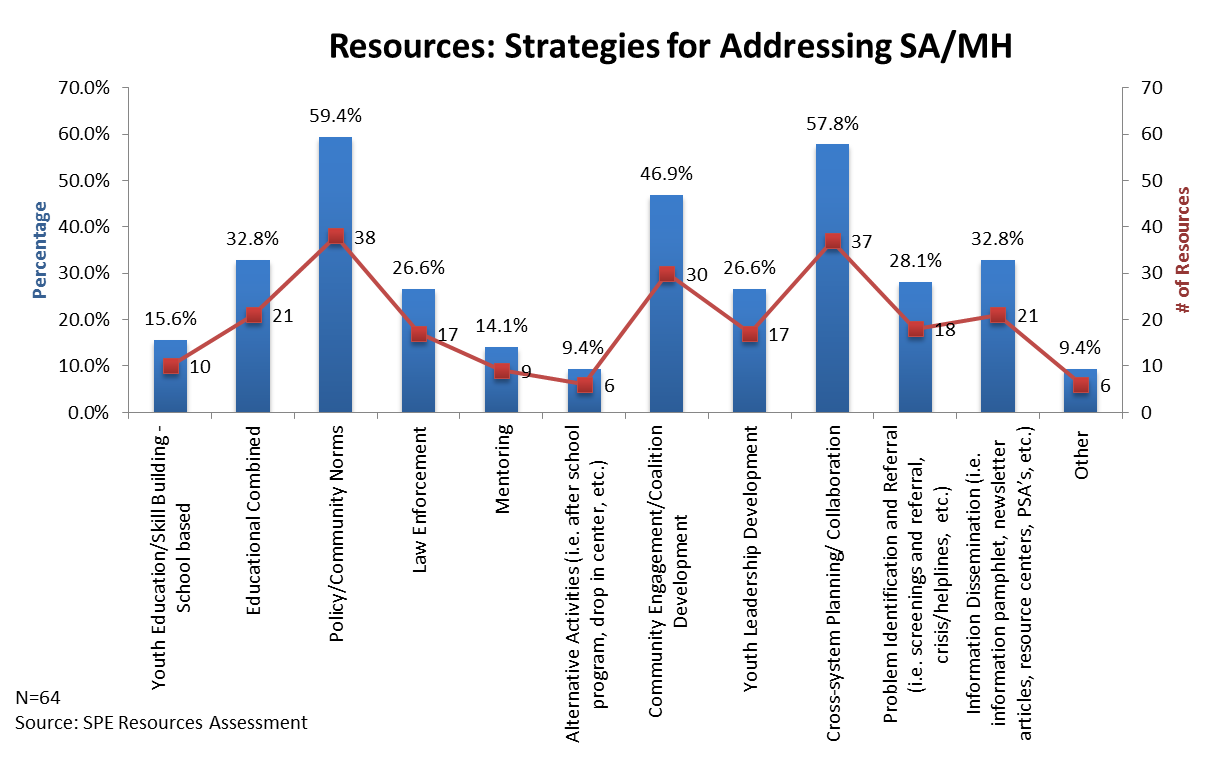 Resources: Strategies for Addressing SA/MH
70.0%
60.0%
50.0%
40.0%
30.0%
20.0%
10.0%
0.0%
Percentage
70
60
50
40
30
20
10
0
# of Resources
15.6%
32.8%
59.4%
26.6%
14.1%
9.4%
46.9%
26.6%
57.8%
28.1%
32.8%
9.4%
10
21
38
17
9
6
30
17
37
18
21
6
Youth Education/Skill Building -
School based
Educational Combined
Policy/Community Norms
Law Enforcement
Mentoring
Alternative Activities (i.e. after school
program, drop in center, etc.)
Community Engagement/Coalition
Development
Youth Leadership Development
Cross-system Planning/ Collaboration
Problem Identification and Referral
(i.e. screenings and referral,
crisis/helplines, etc.)
Information Dissemination (i.e.
information pamphlet, newsletter
articles, resource centers, PSA's, etc.)
Other
N=64
Source: SPE Resources Assessment